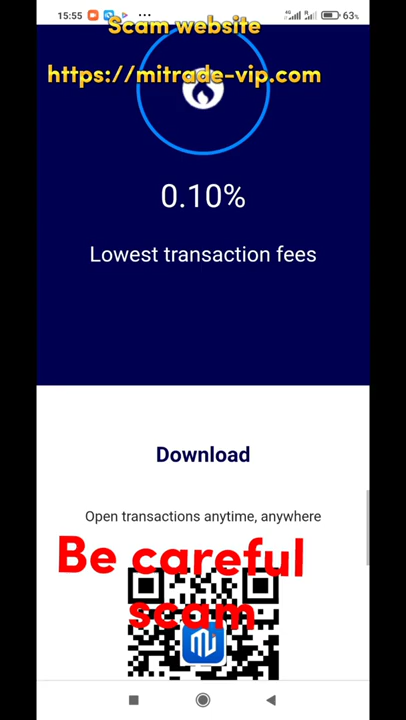 15:55
4G
R
63%
Scam website
https://mitrade-vip.com
0.10%
Lowest transaction fees
Download
Open transactions anytime, anywhere
Be careful
scam